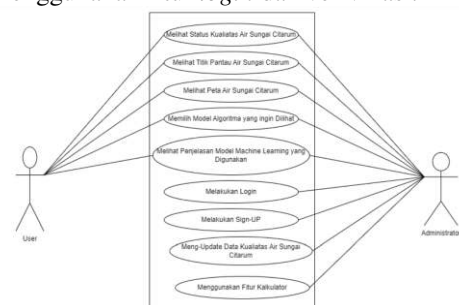 Melihat Status Kualiatas Air Sungai Citarum
Melihat Titik Pantau Air Sungai Citarum
Melihat Peta Air Sungai Citarum
Memilih Model Algoritma yang ingin Dilihat
Melihat Penjelasan Model Machine Learning yang
Digunakan
Melakukan Login
Melakukan Sign-UP
Meng-Update Data Kualiatas Air Sungai
Citarum
Menggunakan Fitur Kalkulator
User
Administrator